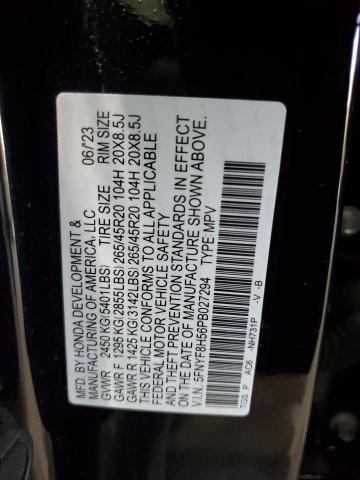 MFD. BY HONDA DEVELOPMENT &
MANUFACTURING OF AMERICA, LLC 06/'23
GVWR 2450 KG(5401LBS) TIRE SIZE RIM SIZE
GAWR F 1295 KG(2855LBS) 265/45R20 104H 20X8.5J
GAWR R 1425 KG(3142LBS) 265/45R20 104H 20X8.5J
THIS VEHICLE CONFORMS TO ALL APPLICABLE
FEDERAL MOTOR VEHICLE SAFETY
AND THEFT PREVENTION STANDARDS IN EFFECT
ON THE DATE OF MANUFACTURE SHOWN ABOVE.
V.I.N. 5FNYF8H56PB027294 TYPE: MPV
TGS P AC6 -NH731P -V -B